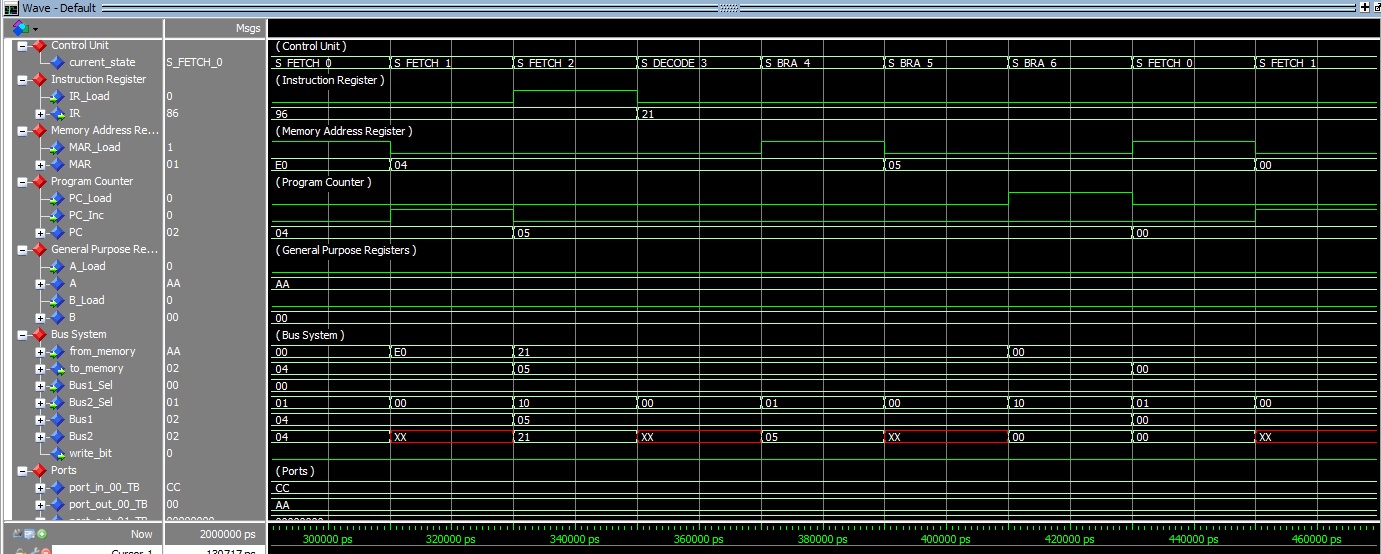 Wave - Default
Msgs
Control Unit (Control Unit)
current_state S_FETCH_0 S_FETCH_0 S_FETCH_1 S_FETCH_2 S_DECODE_3 S_BRA_4 S_BRA_5 S_BRA_6 S_FETCH_0 S_FETCH_1
Instruction Register (Instruction Register)
IR_Load 0
IR 86 96 21
Memory Address Re... (Memory Address Register)
MAR_Load 1
MAR 01 E0 04 05 00
Program Counter (Program Counter)
PC_Load 0
PC_Inc 0
PC 02 04 05 00
General Purpose Re... (General Purpose Registers)
A_Load 0
A AA AA
B_Load 0
B 00 00
Bus System (Bus System)
from_memory AA 00 E0 21 00
to_memory 02 04 05 00
Bus1_Sel 00 00
Bus2_Sel 01 01 00 10 00 01 00 10 01 00
Bus1 02 04 05 00
Bus2 02 04 XX 21 XX 05 XX 00 00 XX
write_bit 0
Ports (Ports)
port_in_00_TB CC CC
port_out_00_TB 00 AA
Now 2000000 ps 300000 ps 320000 ps 340000 ps 360000 ps 380000 ps 400000 ps 420000 ps 440000 ps 460000 ps
Cursor 1